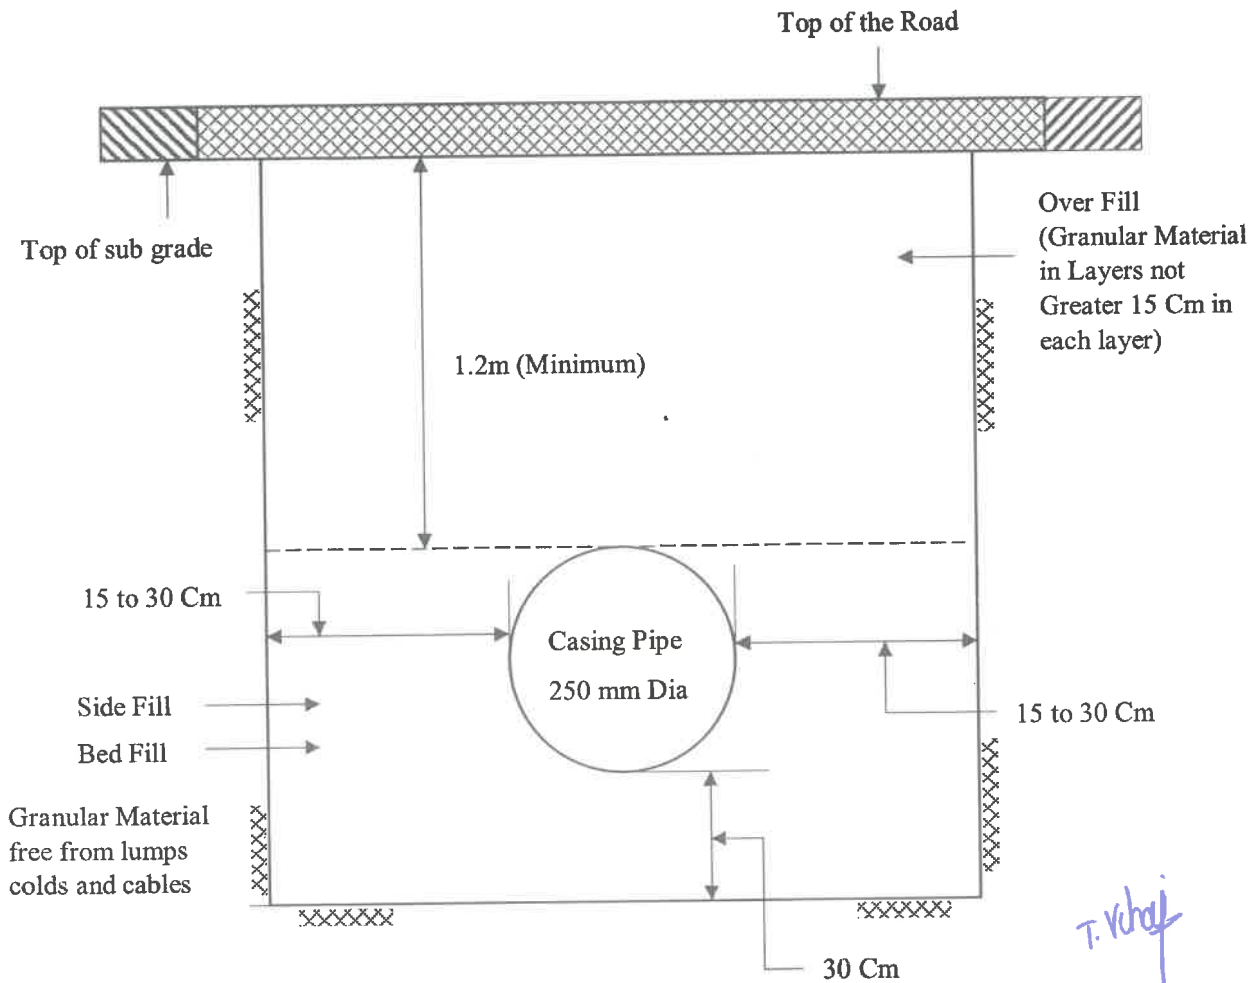 Top of the Road
Top of sub grade
Over Fill
(Granular Material
in Layers not
Greater 15 Cm in
each layer)
1.2m (Minimum)
15 to 30 Cm
Casing Pipe
250 mm Dia
Side Fill
Bed Fill
15 to 30 Cm
Granular Material
free from lumps
colds and cables
30 Cm
T.